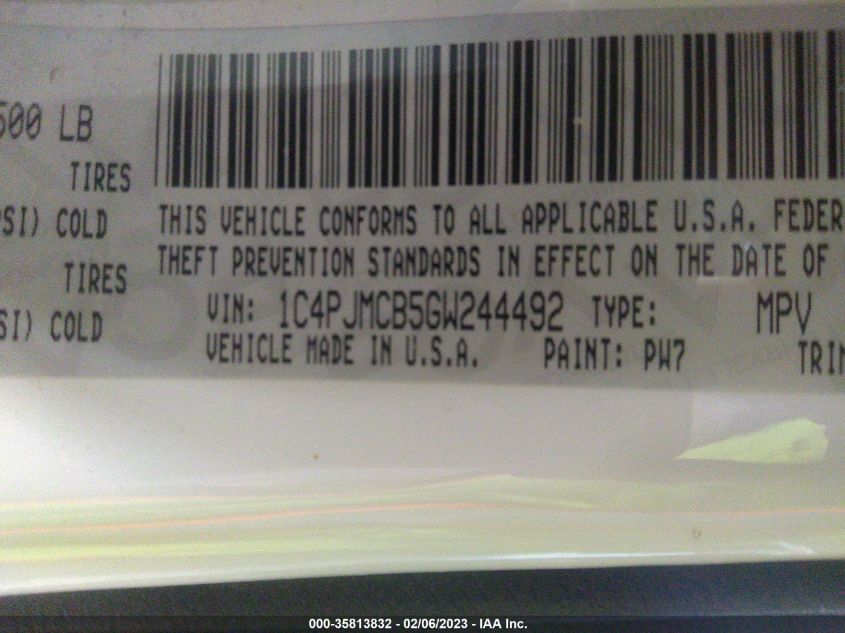 500 LB
TIRES
PSI) COLD
TIRES
SI) COLD
THIS VEHICLE CONFORMS TO ALL APPLICABLE U.S.A. FEDER
THEFT PREVENTION STANDARDS IN EFFECT ON THE DATE OF
VIN: 1C4PJMCB5GW244492 TYPE: MPV
VEHICLE MADE IN U.S.A. PAINT: PW7 TRIM
000-35813832 - 02/06/2023 - IAA Inc.